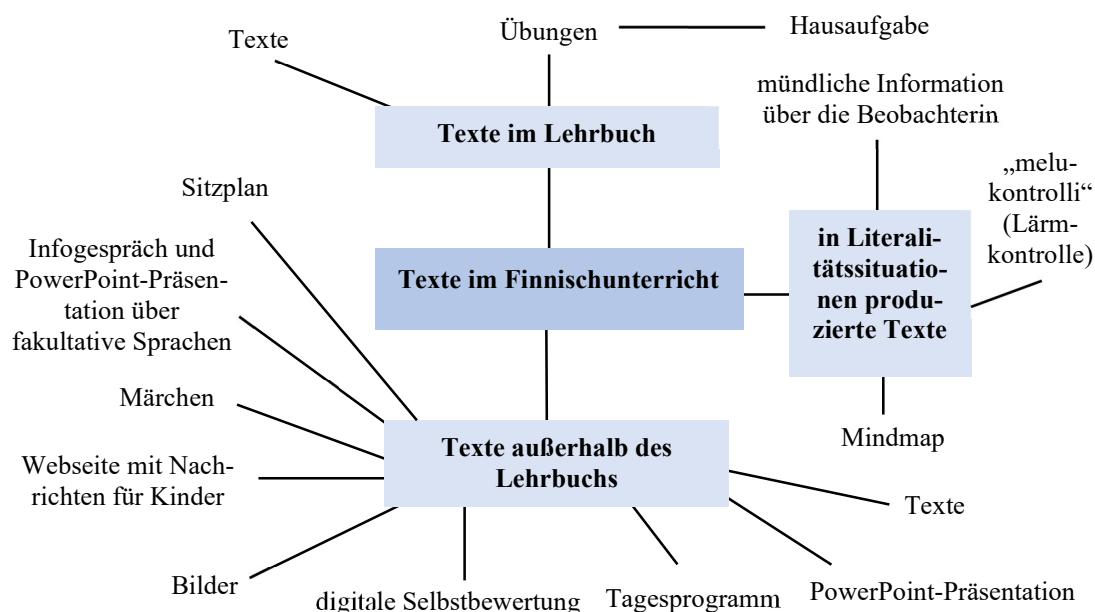 Texte
Übungen
Hausaufgabe
mündliche Information
über die Beobachterin
Texte im Lehrbuch
„melu-
kontrolli“
(Lärm-
kontrolle)
Sitzplan
in Literali-
tätssituatio-
nen produ-
zierte Texte
Infogespräch und
PowerPoint-Präsen-
tation über
fakultative Sprachen
Texte im Finnischunterricht
Märchen
Mindmap
Texte außerhalb des
Lehrbuchs
Webseite mit Nach-
richten für Kinder
Texte
Bilder
digitale Selbstbewertung
Tagesprogramm
PowerPoint-Präsentation